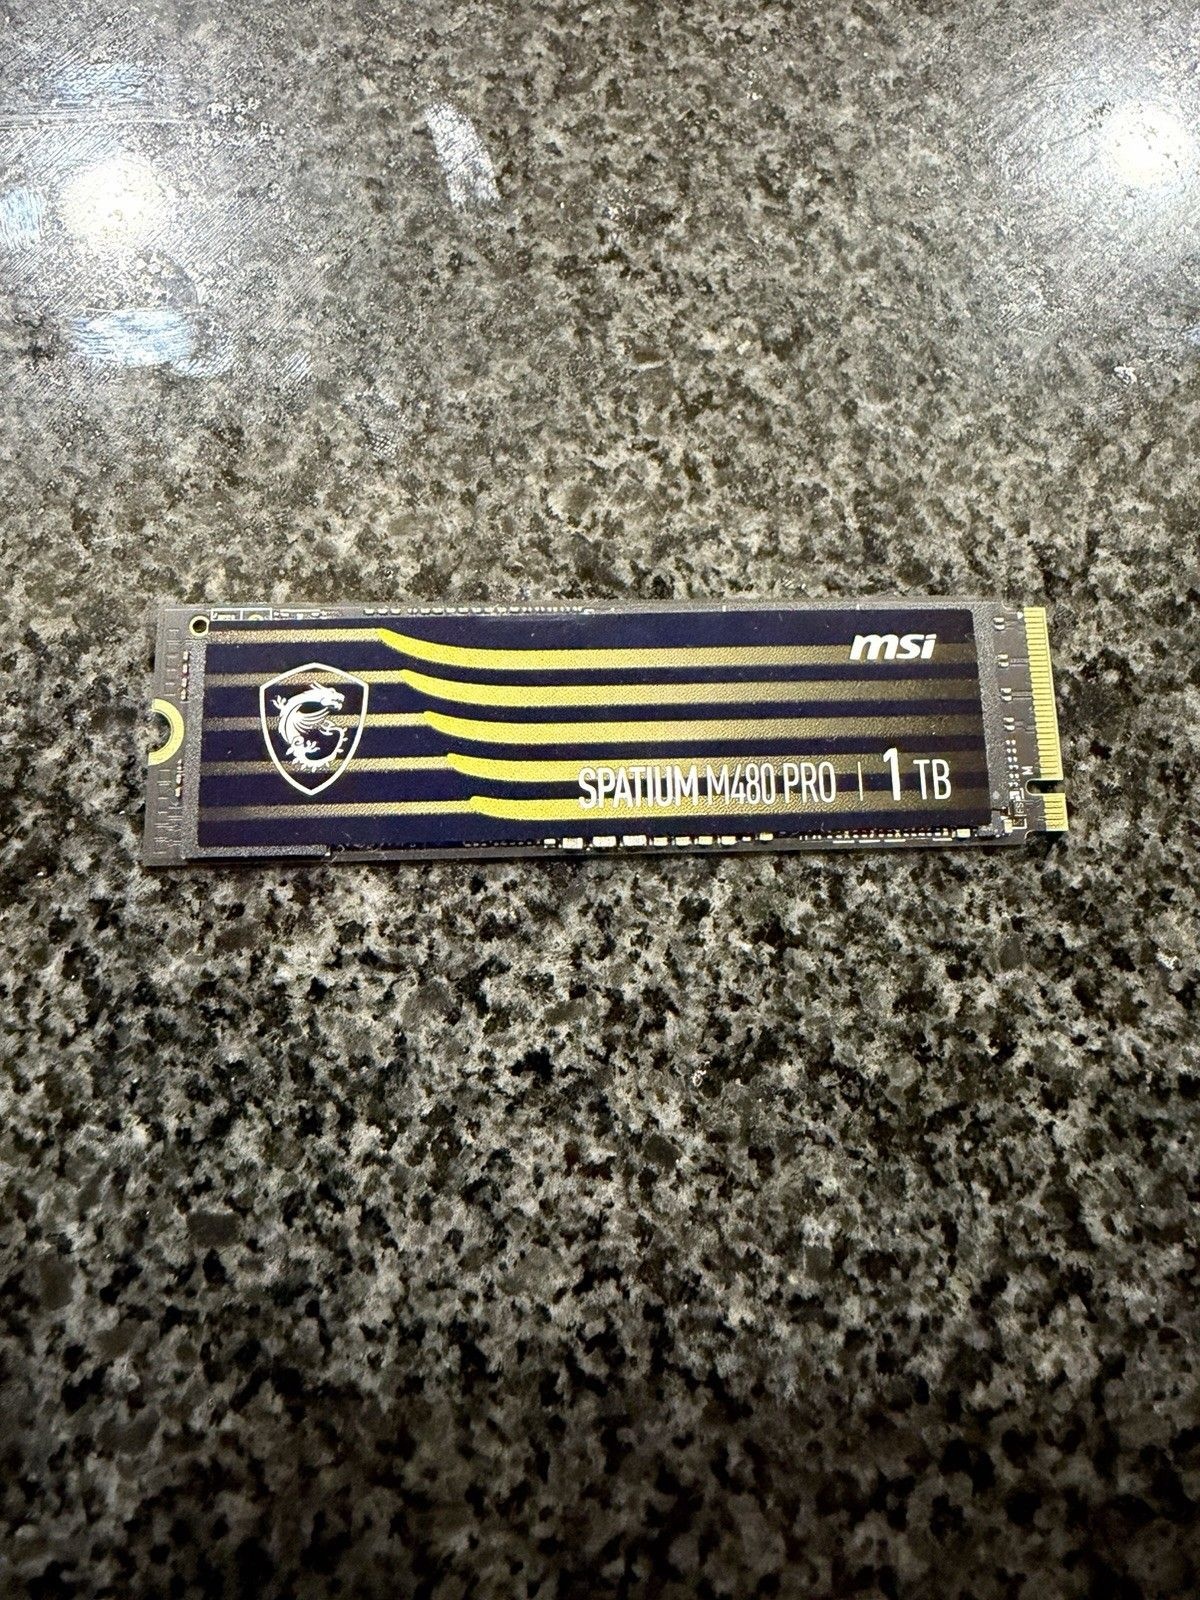 msi
SPATIUM M480 PRO | 1 TB